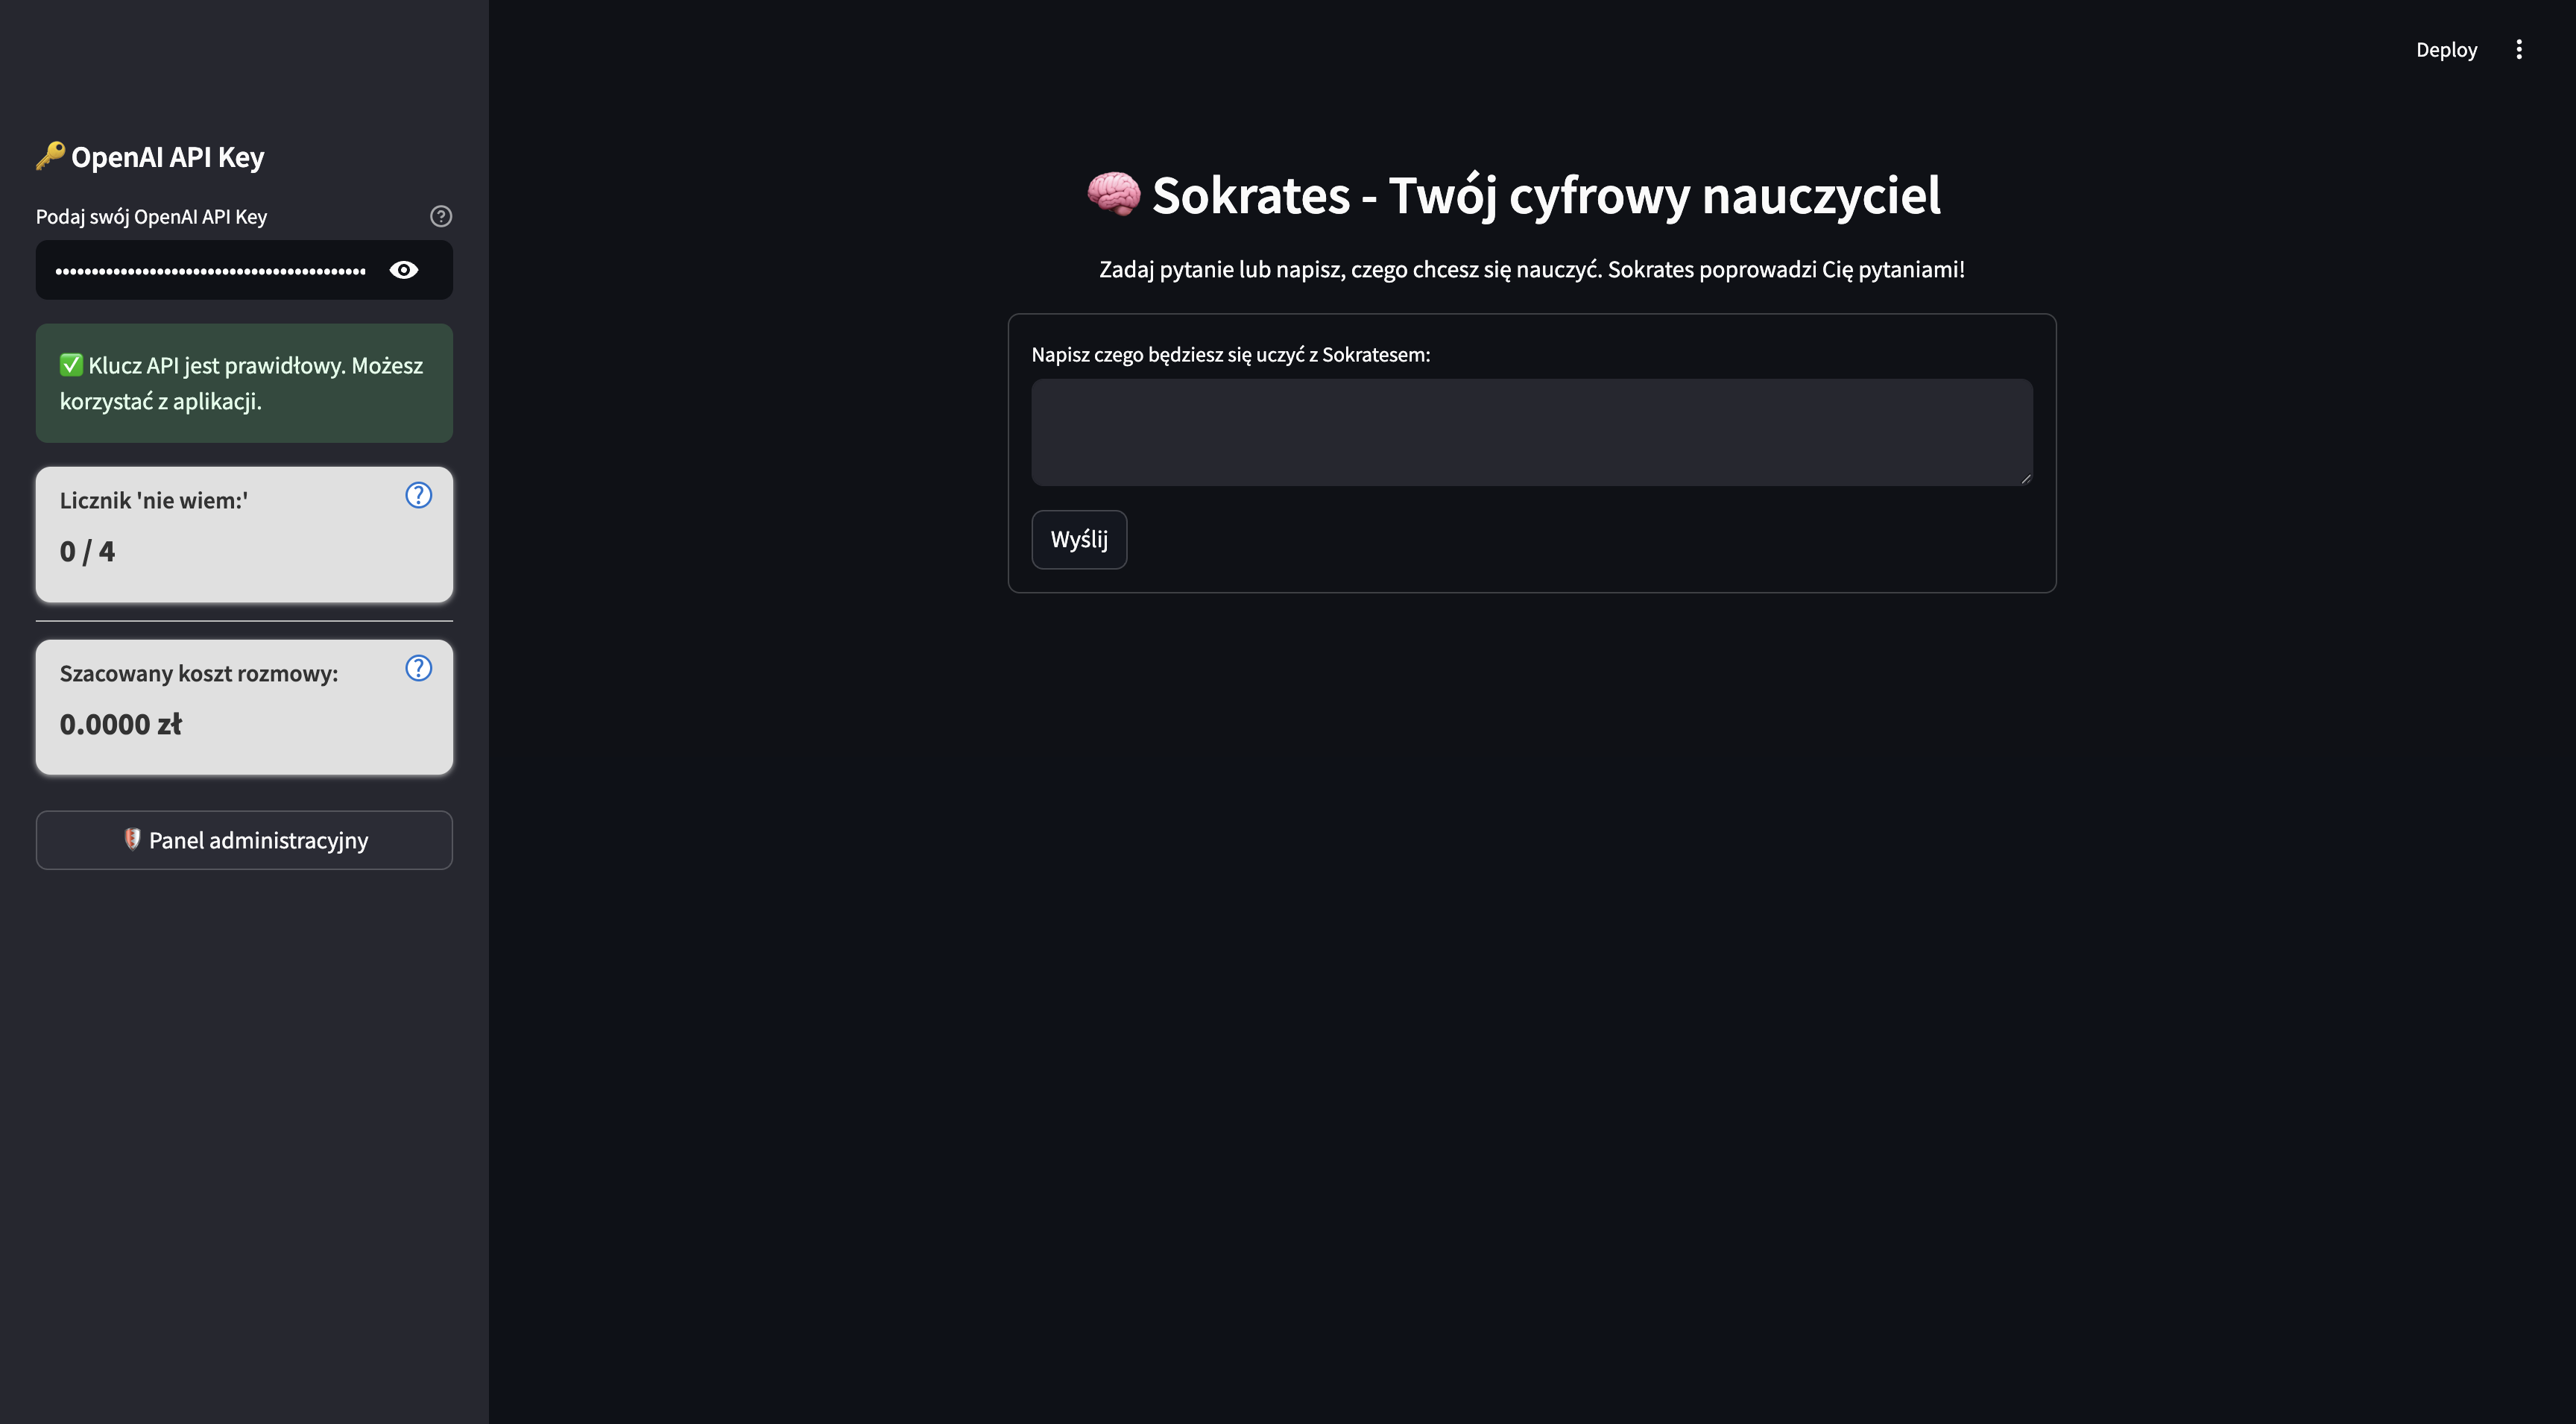 Deploy
🔑 OpenAI API Key
Podaj swój OpenAI API Key
✅ Klucz API jest prawidłowy. Możesz
korzystać z aplikacji.
Licznik 'nie wiem:'
0 / 4
Szacowany koszt rozmowy:
0.0000 zł
🛡️ Panel administracyjny
🧠 Sokrates - Twój cyfrowy nauczyciel
Zadaj pytanie lub napisz, czego chcesz się nauczyć. Sokrates poprowadzi Cię pytaniami!
Napisz czego będziesz się uczyć z Sokratesem:
Wyślij